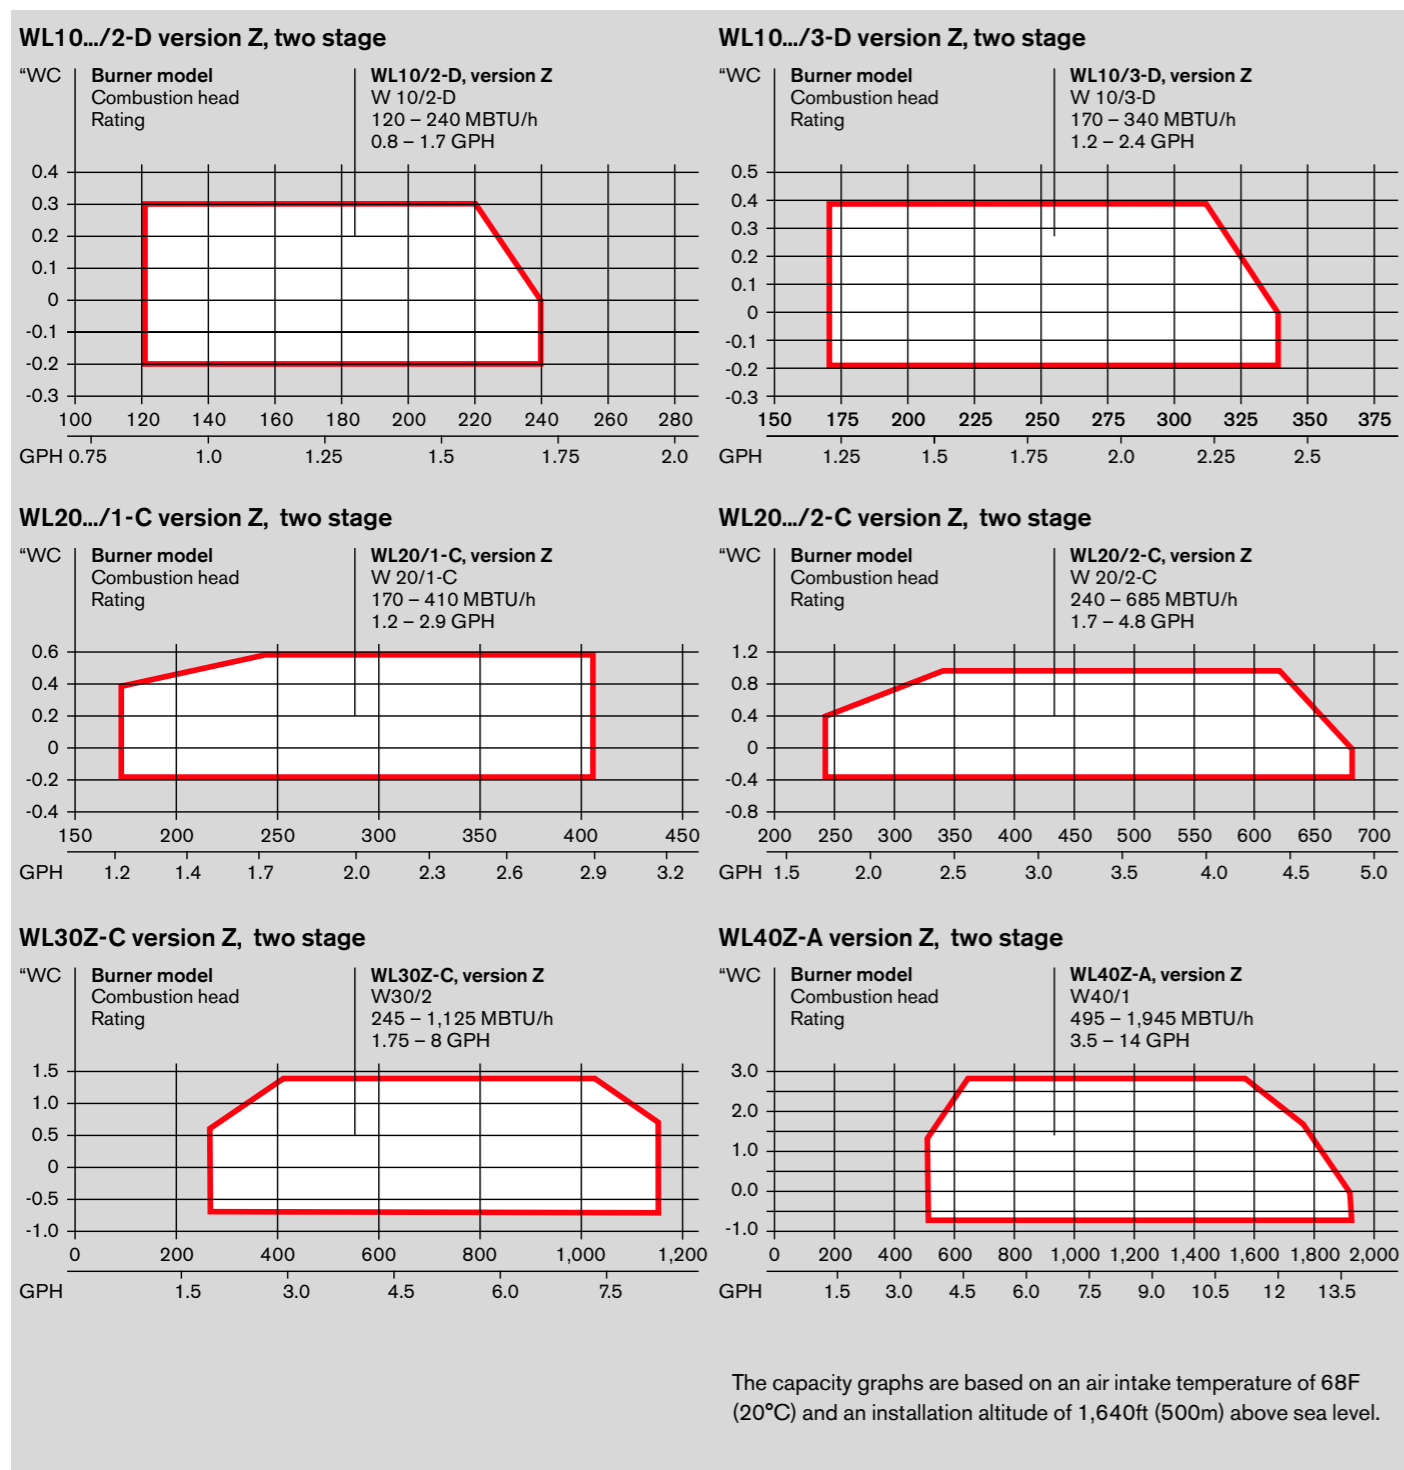 WL10.../2-D version Z, two stage
“WC Burner model WL10/2-D, version Z
Combustion head W 10/2-D
Rating 120 – 240 MBTU/h
0.8 – 1.7 GPH
0.4
0.3
0.2
0.1
0
-0.1
-0.2
-0.3
100 120 140 160 180 200 220 240 260 280
GPH 0.75 1.0 1.25 1.5 1.75 2.0
WL10.../3-D version Z, two stage
“WC Burner model WL10/3-D, version Z
Combustion head W 10/3-D
Rating 170 – 340 MBTU/h
1.2 – 2.4 GPH
0.5
0.4
0.3
0.2
0.1
0
-0.1
-0.2
-0.3
150 175 200 225 250 275 300 325 350 375
GPH 1.25 1.5 1.75 2.0 2.25 2.5
WL20.../1-C version Z, two stage
“WC Burner model WL20/1-C, version Z
Combustion head W 20/1-C
Rating 170 – 410 MBTU/h
1.2 – 2.9 GPH
0.6
0.4
0.2
0
-0.2
-0.4
150 200 250 300 350 400 450
GPH 1.2 1.4 1.7 2.0 2.3 2.6 2.9 3.2
WL20.../2-C version Z, two stage
“WC Burner model WL20/2-C, version Z
Combustion head W 20/2-C
Rating 240 – 685 MBTU/h
1.7 – 4.8 GPH
1.2
0.8
0.4
0
-0.4
-0.8
200 250 300 350 400 450 500 550 600 650 700
GPH 1.5 2.0 2.5 3.0 3.5 4.0 4.5 5.0
WL30Z-C version Z, two stage
“WC Burner model WL30Z-C, version Z
Combustion head W30/2
Rating 245 – 1,125 MBTU/h
1.75 – 8 GPH
1.5
1.0
0.5
0
-0.5
-1.0
0 200 400 600 800 1,000 1,200
GPH 1.5 3.0 4.5 6.0 7.5
WL40Z-A version Z, two stage
“WC Burner model WL40Z-A, version Z
Combustion head W40/1
Rating 495 – 1,945 MBTU/h
3.5 – 14 GPH
3.0
2.0
1.0
0.0
-1.0
0 200 400 600 800 1,000 1,200 1,400 1,600 1,800 2,000
GPH 1.5 3.0 4.5 6.0 7.5 9.0 10.5 12 13.5
The capacity graphs are based on an air intake temperature of 68F
(20°C) and an installation altitude of 1,640ft (500m) above sea level.